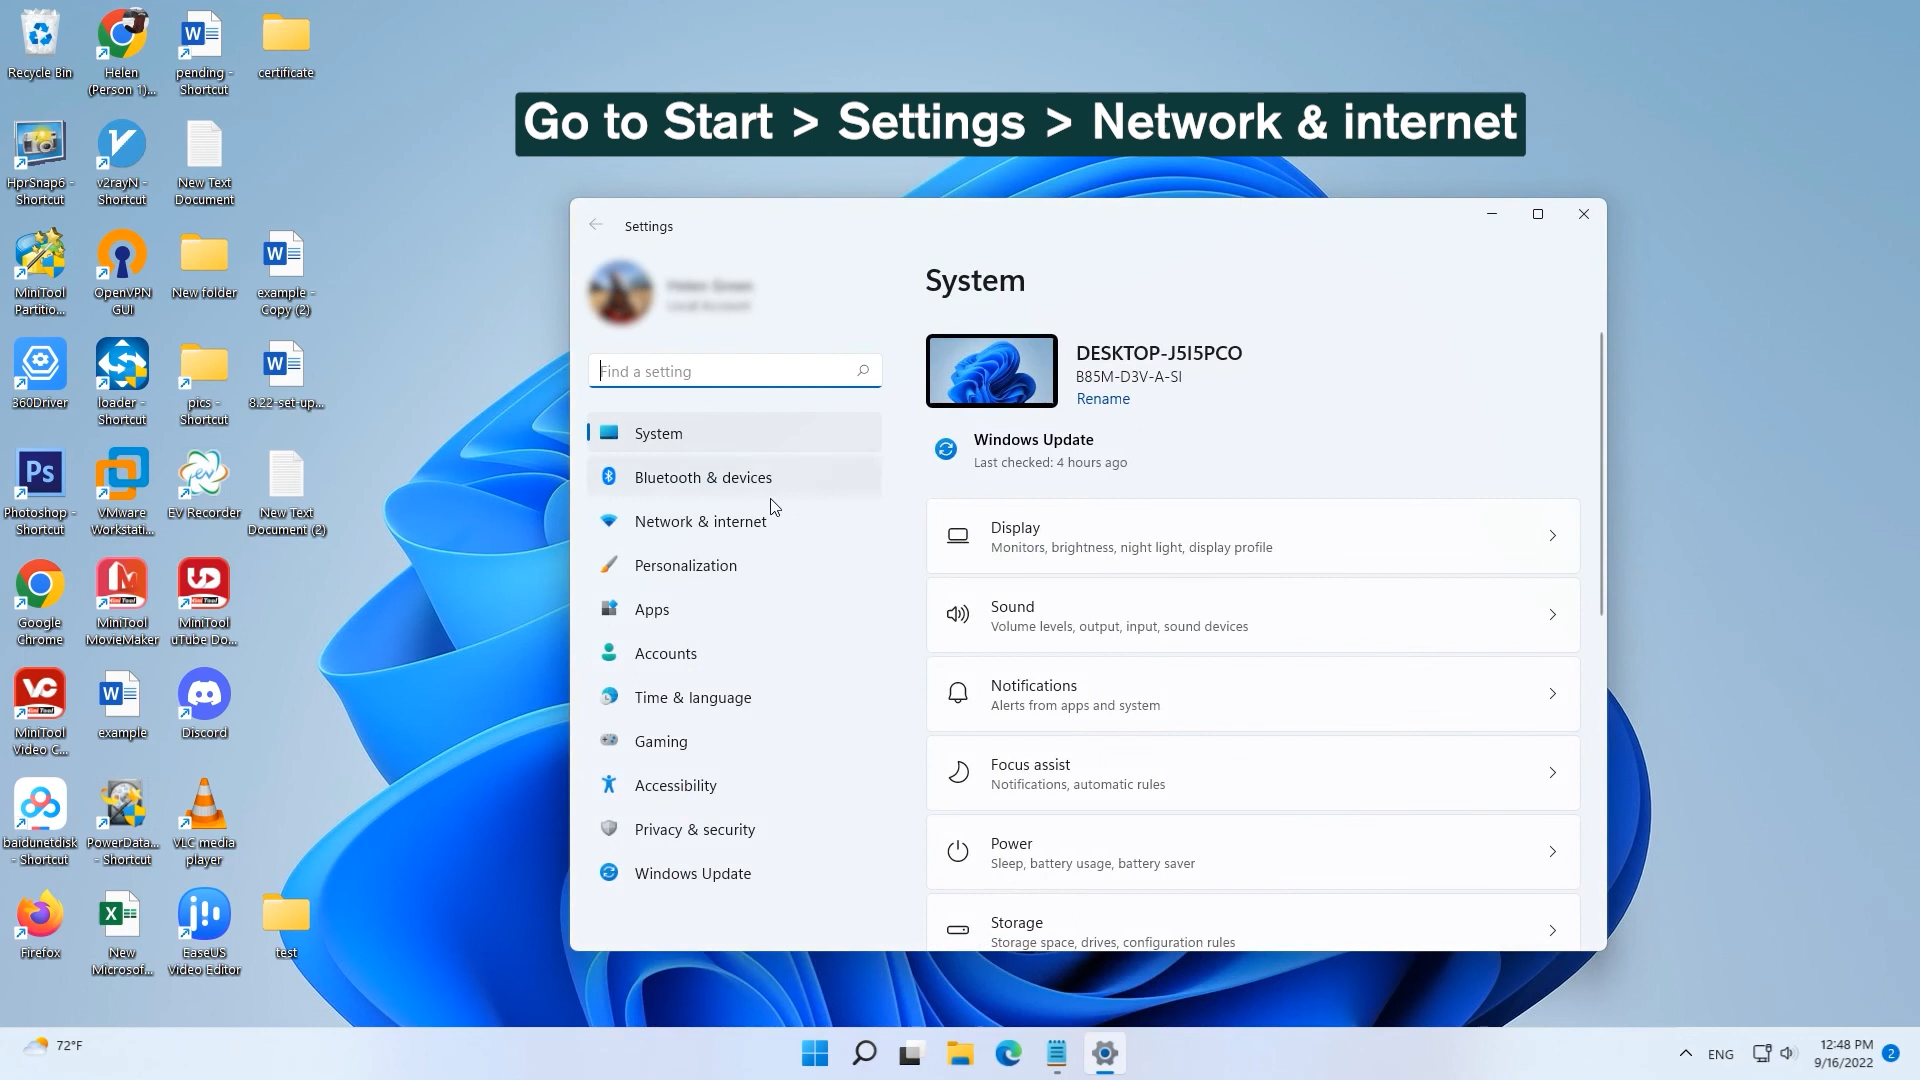 Go to Start > Settings > Network & internet
Recycle Bin
Helen
(Person 1)...
pending -
Shortcut
certificate
HprSnap6 -
Shortcut
v2rayN -
Shortcut
New Text
Document
MiniTool
Partitio...
OpenVPN
GUI
New folder
example -
Copy (2)
360Driver
loader -
Shortcut
pics -
Shortcut
8.22-set-up...
Ps
Photoshop -
Shortcut
VMware
Workstati...
EV Recorder
New Text
Document (2)
Google
Chrome
MiniTool
MovieMaker
MiniTool
uTube Do...
MiniTool
Video C...
example
Discord
baidunetdisk
- Shortcut
PowerData...
- Shortcut
VLC media
player
Firefox
New
Microsof...
EaseUS
Video Editor
test
Settings
Helen Green
Local Account
Find a setting
System
Bluetooth & devices
Network & internet
Personalization
Apps
Accounts
Time & language
Gaming
Accessibility
Privacy & security
Windows Update
System
DESKTOP-J5I5PCO
B85M-D3V-A-SI
Rename
Windows Update
Last checked: 4 hours ago
Display
Monitors, brightness, night light, display profile
Sound
Volume levels, output, input, sound devices
Notifications
Alerts from apps and system
Focus assist
Notifications, automatic rules
Power
Sleep, battery usage, battery saver
Storage
Storage space, drives, configuration rules
72°F
ENG
12:48 PM
9/16/2022
2